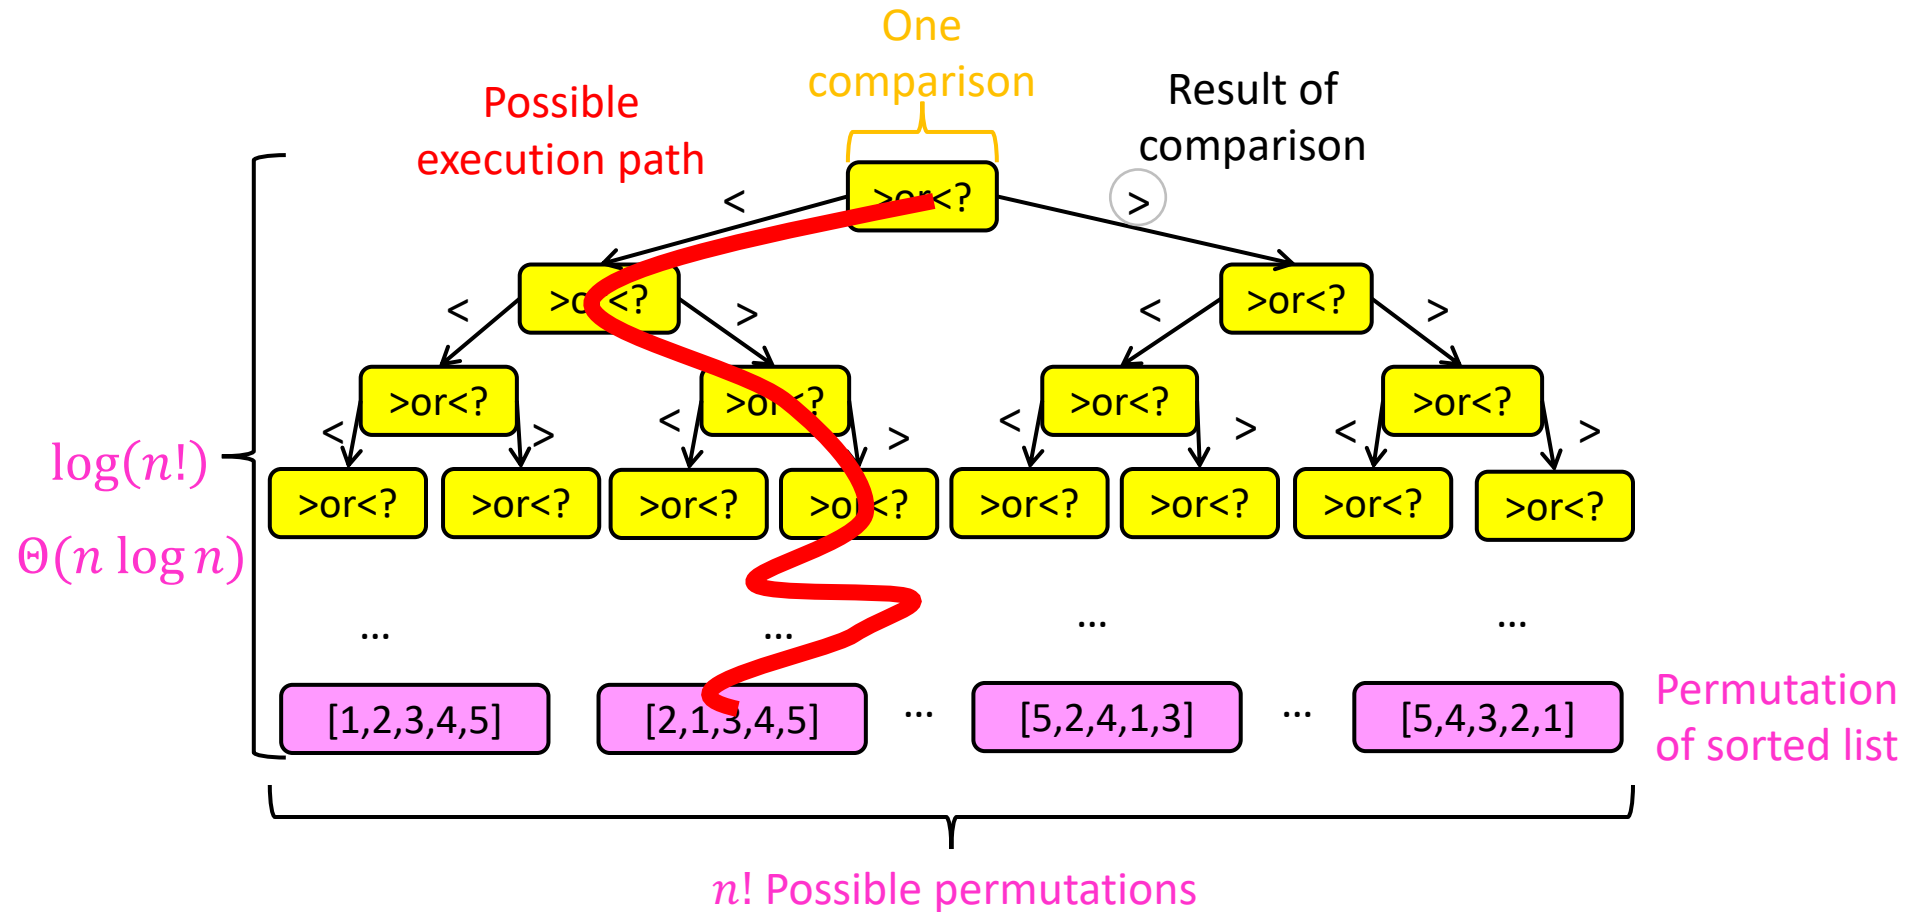 One
comparison
Possible
execution path
Result of
comparison
>or<?
<
>
>or<?
>or<?
<
>
<
>
>or<?
>or<?
>or<?
>or<?
<
>
<
>
<
>
<
>
log(n!)
Θ(n log n)
>or<?
>or<?
>or<?
>or<?
>or<?
>or<?
>or<?
>or<?
...
...
...
...
[1,2,3,4,5]
[2,1,3,4,5]
...
[5,2,4,1,3]
...
[5,4,3,2,1]
Permutation
of sorted list
n! Possible permutations